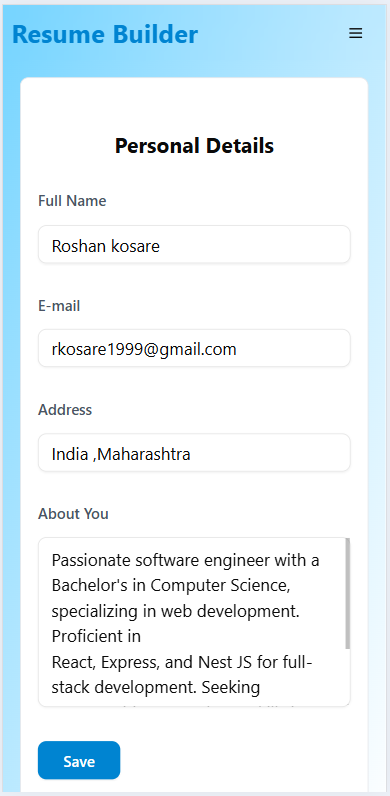 Resume Builder
Personal Details
Full Name
Roshan kosare
E-mail
rkosare1999@gmail.com
Address
India ,Maharashtra
About You
Passionate software engineer with a
Bachelor's in Computer Science,
specializing in web development.
Proficient in
React, Express, and Nest JS for full-
stack development. Seeking
Save